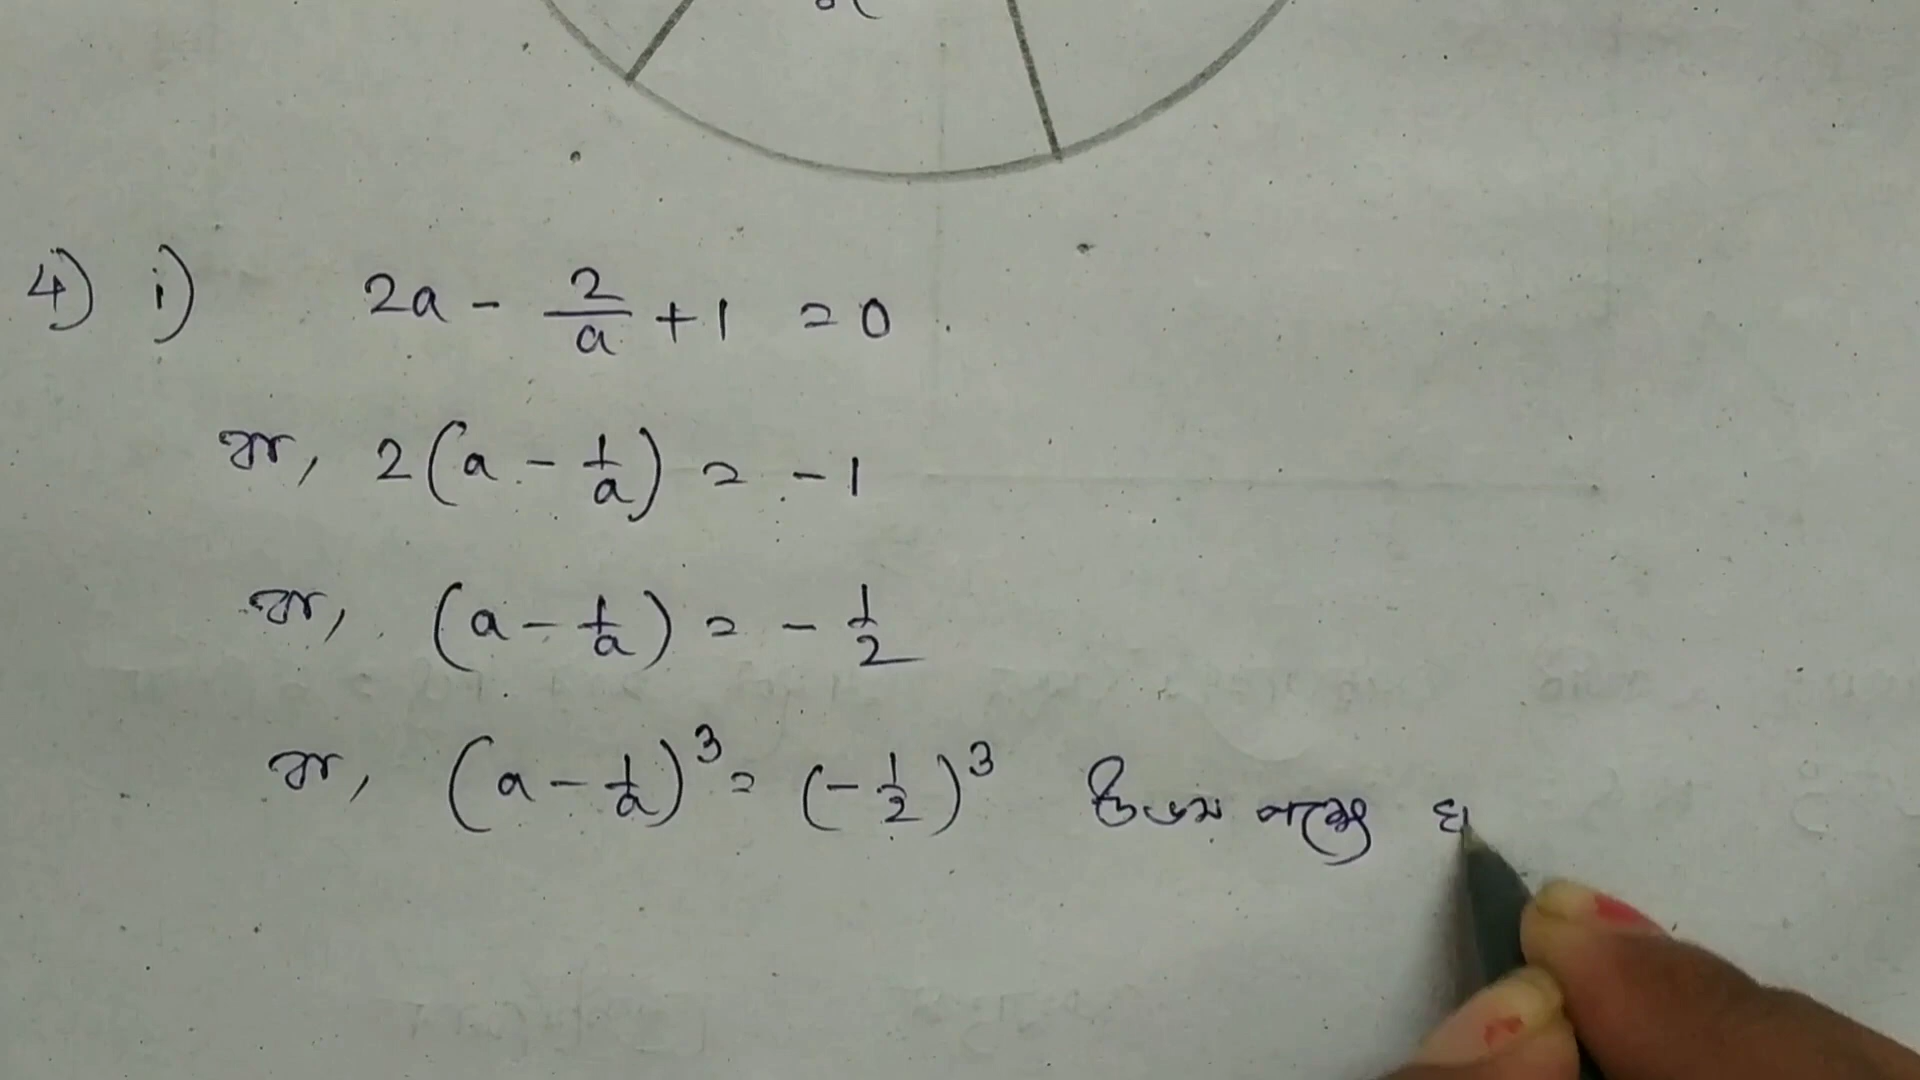 4) i) 2a - 2/a + 1 = 0
বা, 2(a - 1/a) = -1
বা, (a - 1/a) = -1/2
বা, (a - 1/a)³ = (-1/2)³ উভয় পক্ষে ঘ